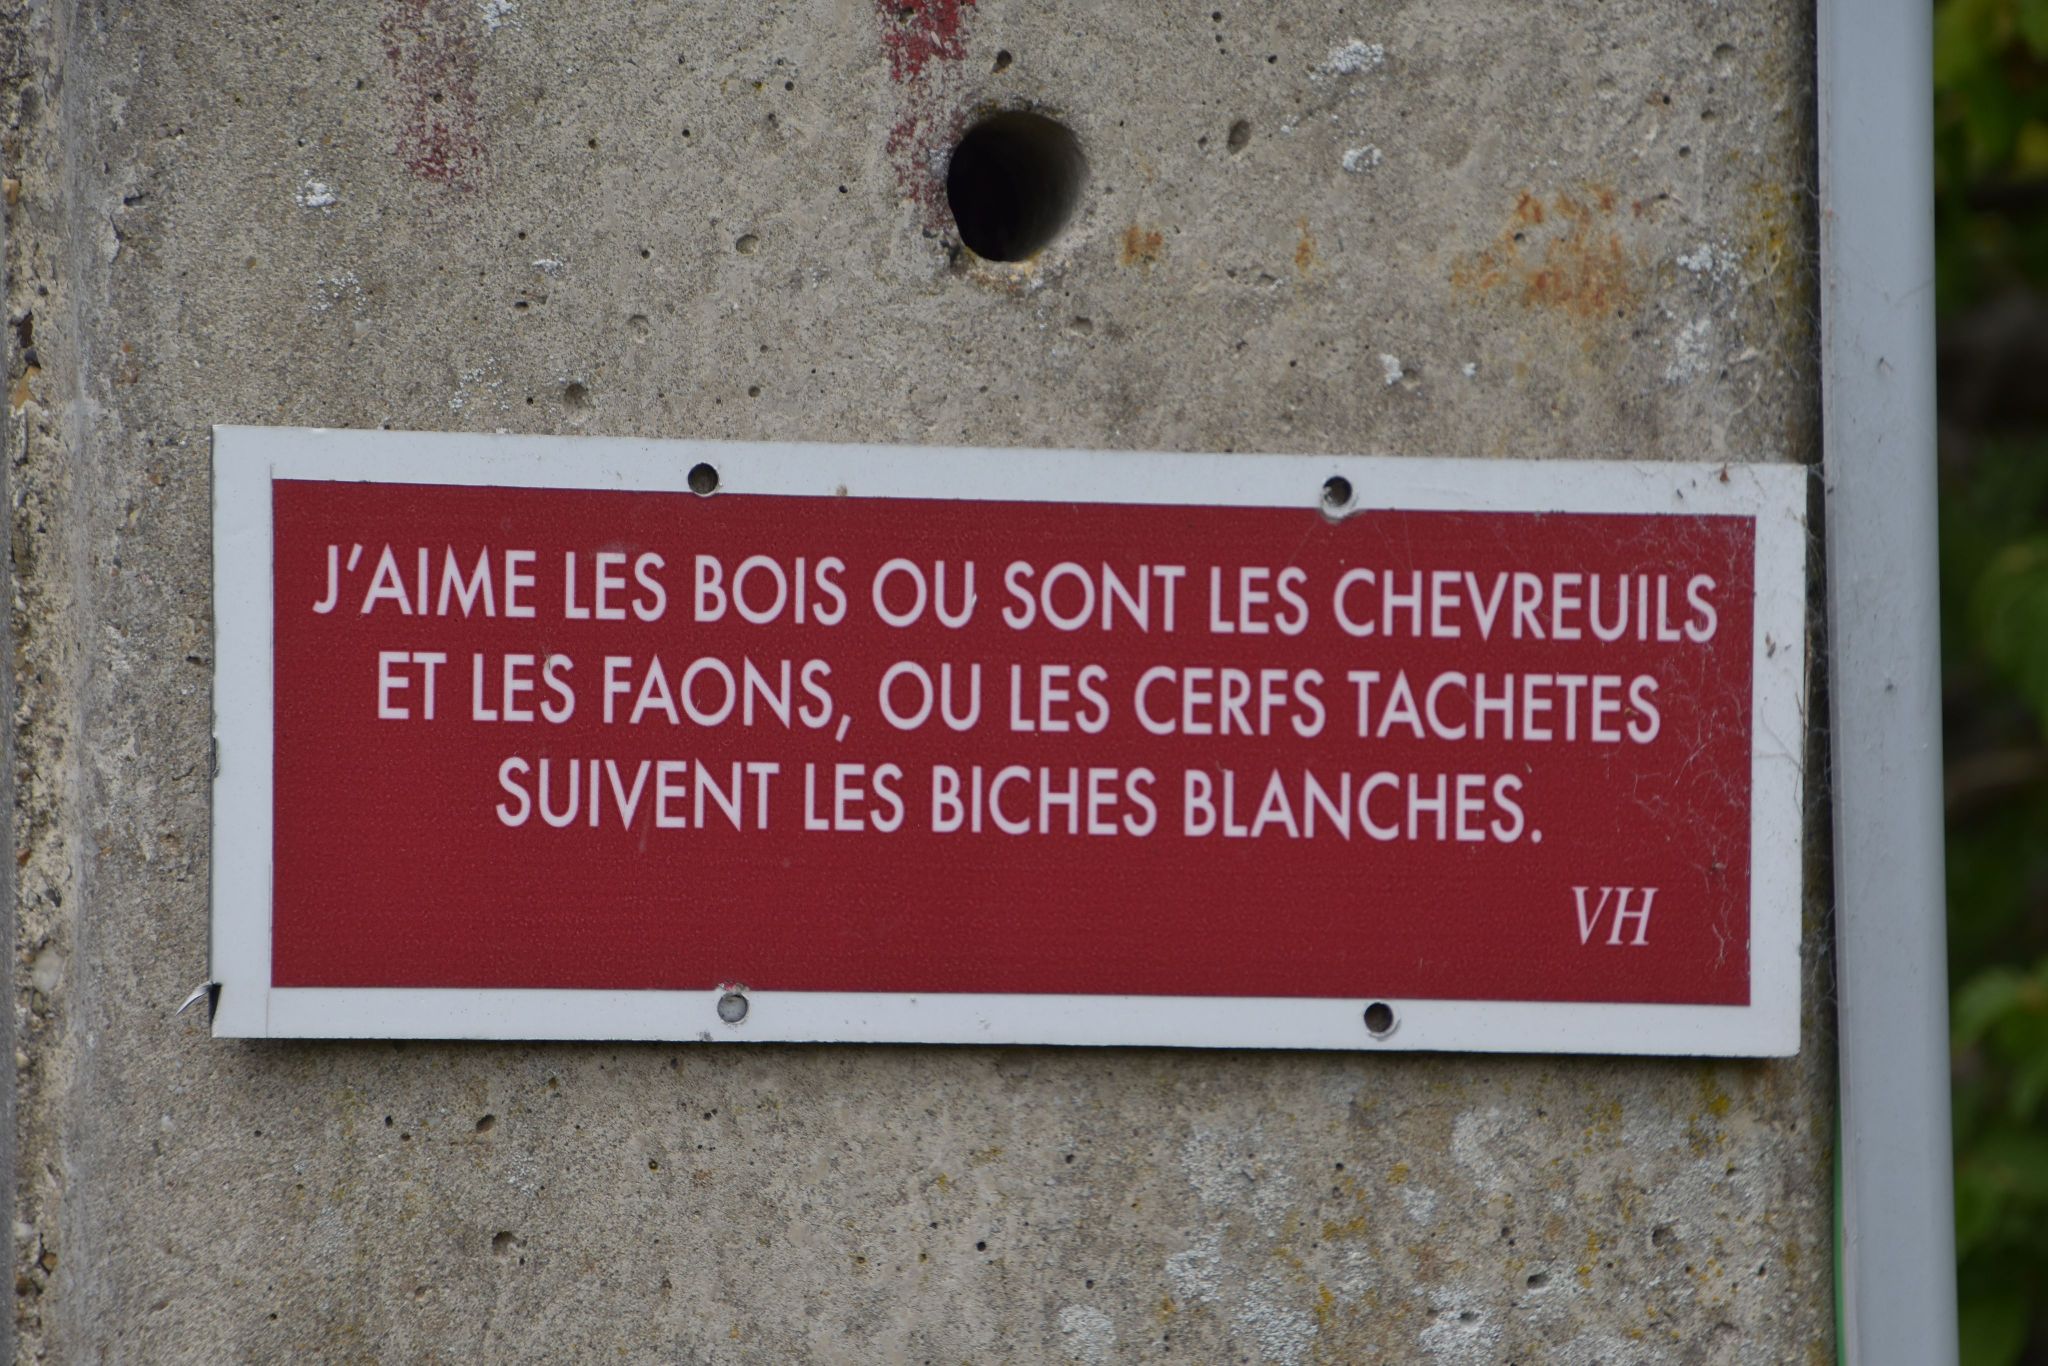 J'AIME LES BOIS OU SONT LES CHEVREUILS
ET LES FAONS, OU LES CERFS TACHETES
SUIVENT LES BICHES BLANCHES.
VH